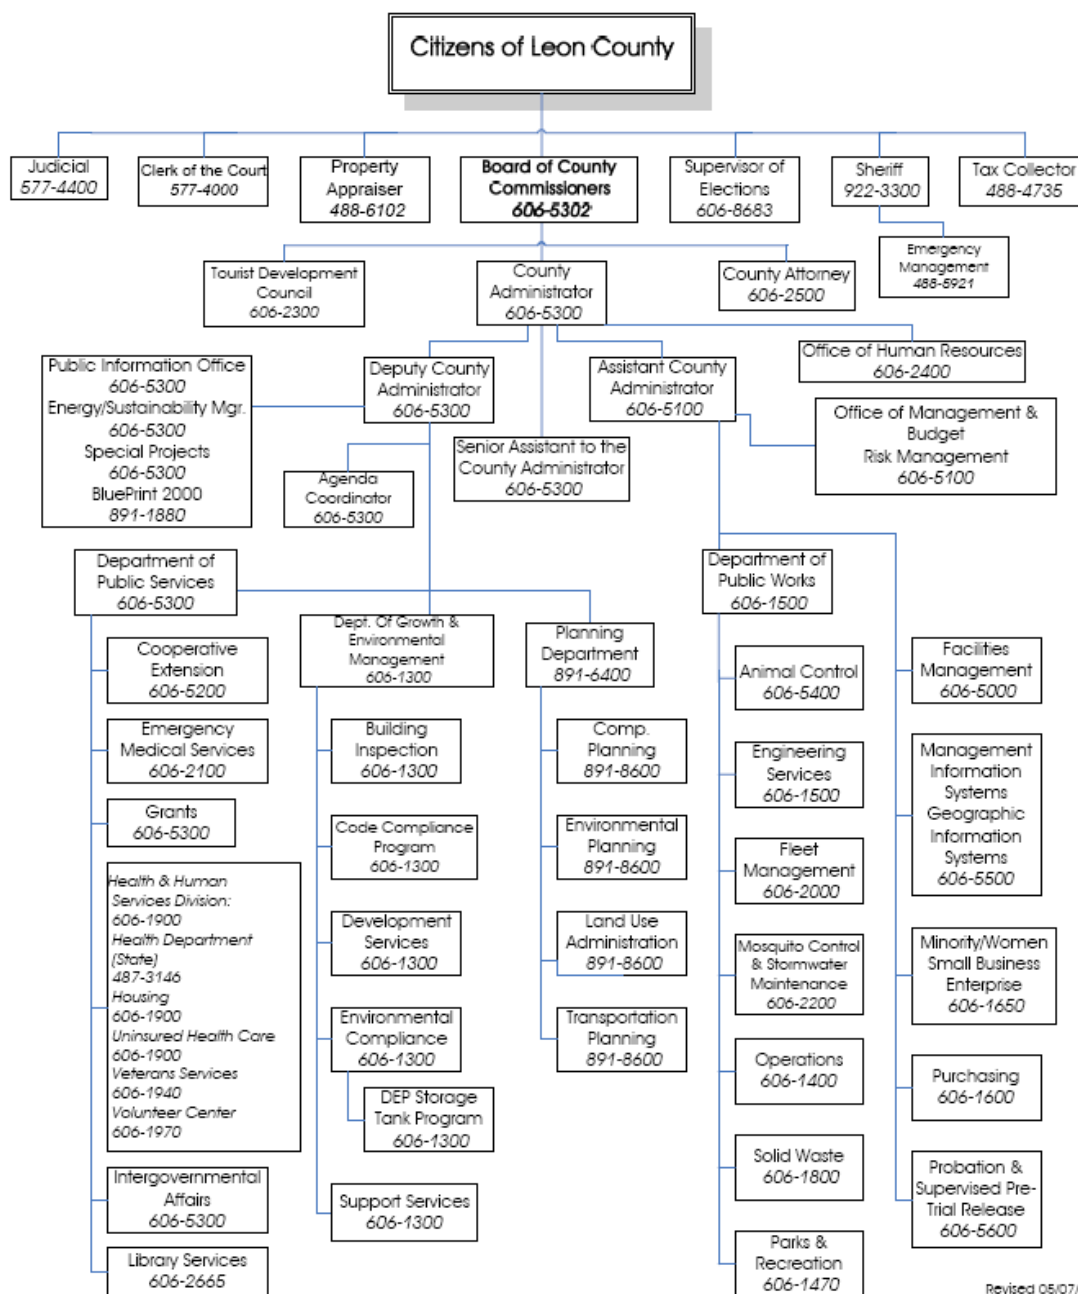 Citizens of Leon County
Judicial
577-4400
Clerk of the Court
577-4000
Property
Appraiser
488-6102
Board of County
Commissioners
606-5302
Supervisor of
Elections
606-8683
Sheriff
922-3300
Tax Collector
488-4735
Emergency
Management
488-5921
Tourist Development
Council
606-2300
County
Administrator
606-5300
County Attorney
606-2500
Public Information Office
606-5300
Energy/Sustainability Mgr.
606-5300
Special Projects
606-5300
BluePrint 2000
891-1880
Deputy County
Administrator
606-5300
Assistant County
Administrator
606-5100
Office of Human Resources
606-2400
Office of Management &
Budget
Risk Management
606-5100
Agenda
Coordinator
606-5300
Senior Assistant to the
County Administrator
606-5300
Department of
Public Services
606-5300
Department of
Public Works
606-1500
Dept. Of Growth &
Environmental
Management
606-1300
Planning
Department
891-6400
Cooperative
Extension
606-5200
Emergency
Medical Services
606-2100
Grants
606-5300
Health & Human
Services Division:
606-1900
Health Department
(State)
487-3146
Housing
606-1900
Uninsured Health Care
606-1900
Veterans Services
606-1940
Volunteer Center
606-1970
Intergovernmental
Affairs
606-5300
Library Services
606-2665
Building
Inspection
606-1300
Code Compliance
Program
606-1300
Development
Services
606-1300
Environmental
Compliance
606-1300
DEP Storage
Tank Program
606-1300
Support Services
606-1300
Comp.
Planning
891-8600
Environmental
Planning
891-8600
Land Use
Administration
891-8600
Transportation
Planning
891-8600
Animal Control
606-5400
Engineering
Services
606-1500
Fleet
Management
606-2000
Mosquito Control
& Stormwater
Maintenance
606-2200
Operations
606-1400
Solid Waste
606-1800
Parks &
Recreation
606-1470
Facilities
Management
606-5000
Management
Information
Systems
Geographic
Information
Systems
606-5500
Minority/Women
Small Business
Enterprise
606-1650
Purchasing
606-1600
Probation &
Supervised Pre-
Trial Release
606-5600
Revised 05/07/